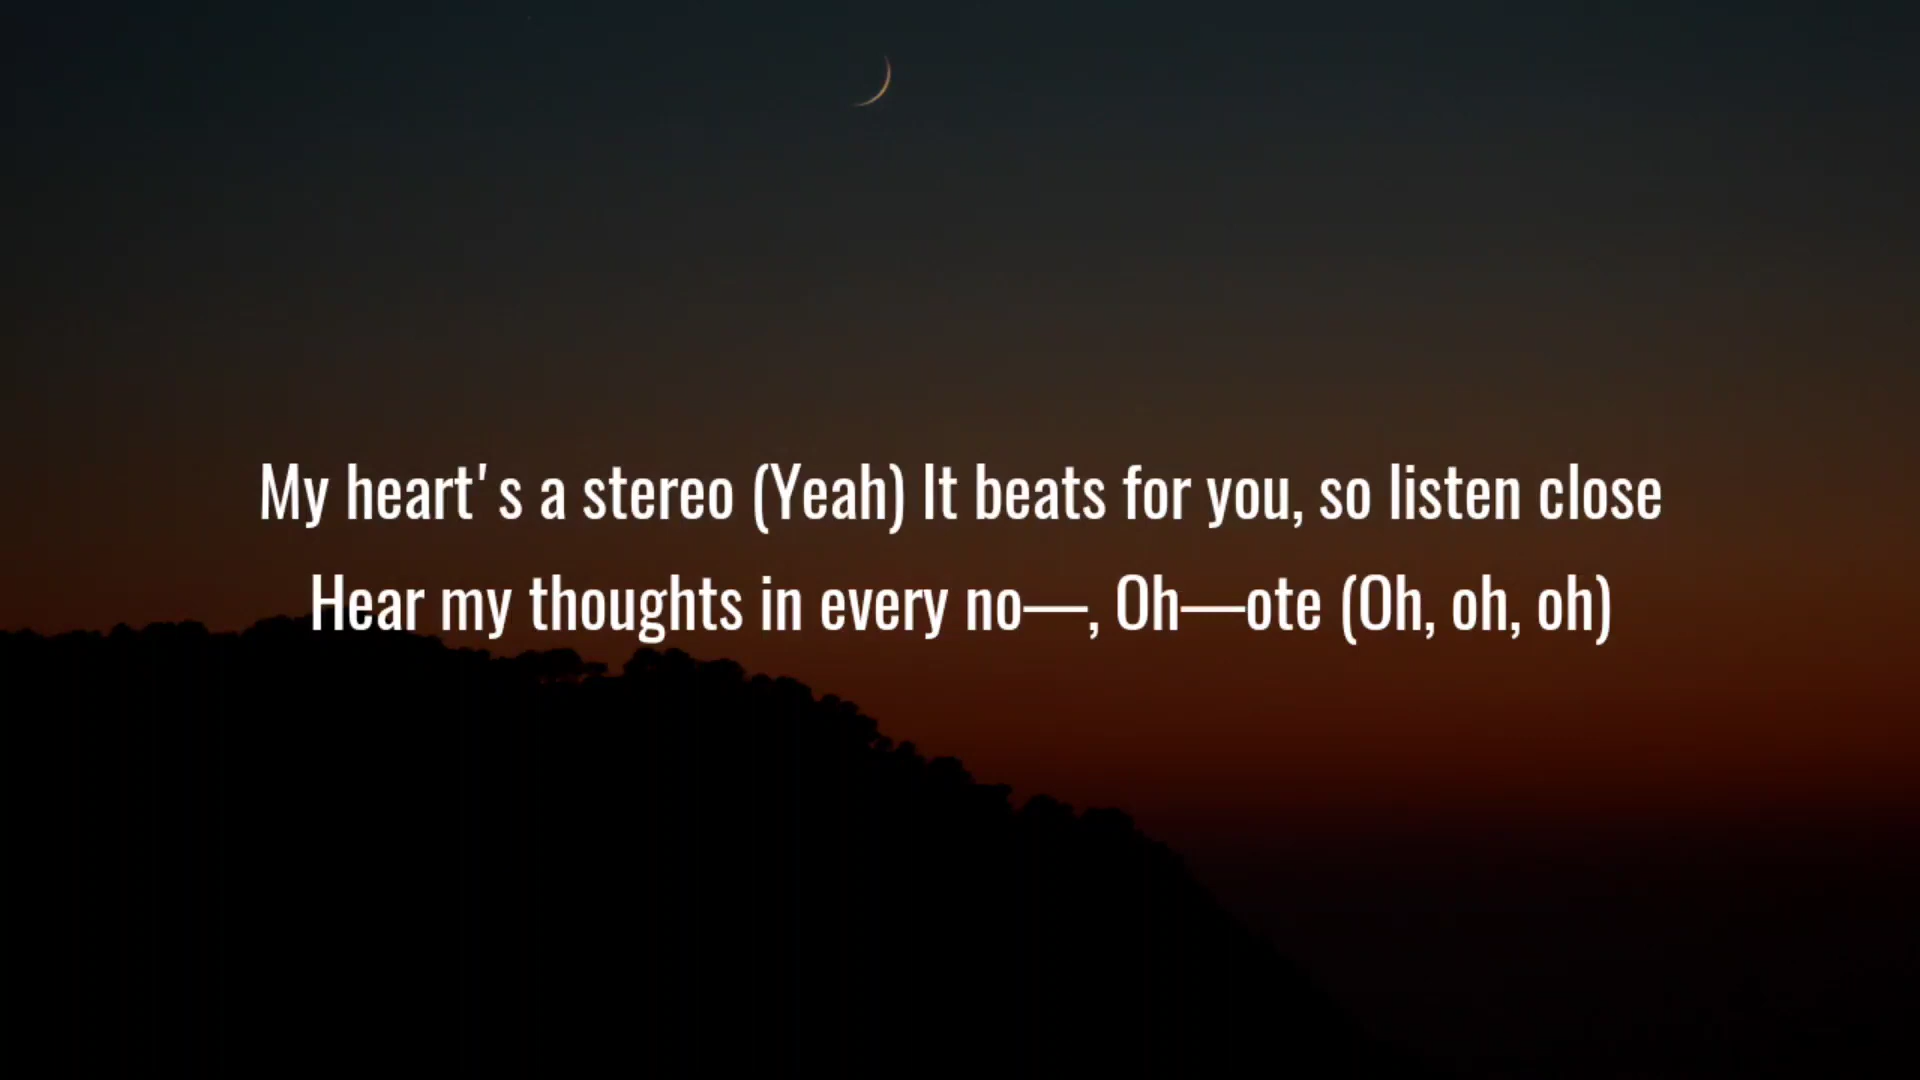 My heart's a stereo (Yeah) It beats for you, so listen close
Hear my thoughts in every no—, Oh—ote (Oh, oh, oh)